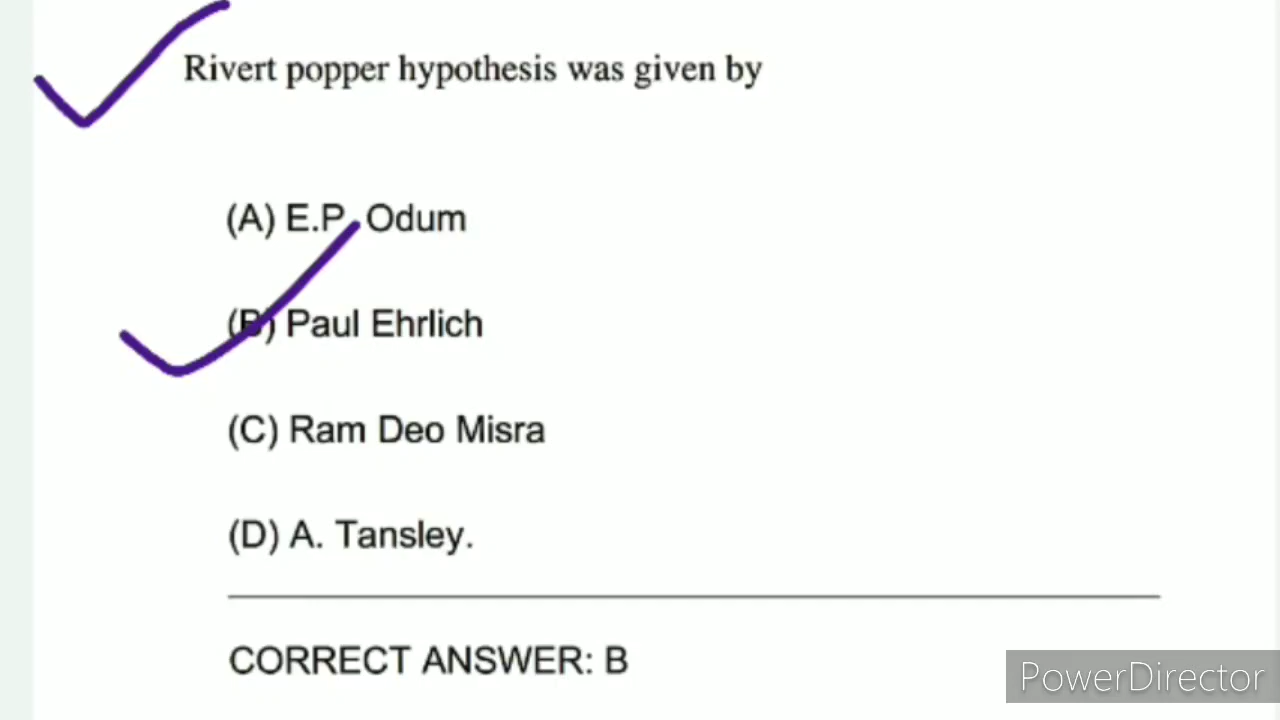 Rivert popper hypothesis was given by
(A) E.P. Odum
(B) Paul Ehrlich
(C) Ram Deo Misra
(D) A. Tansley.
CORRECT ANSWER: B
PowerDirector